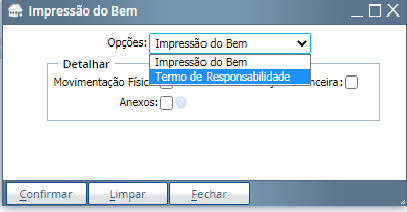 Impressão do Bem
Opções: Impressão do Bem
Impressão do Bem
Termo de Responsabilidade
Detalhar
Movimentação Físic
Anexos: ?
Confirmar Limpar Fechar